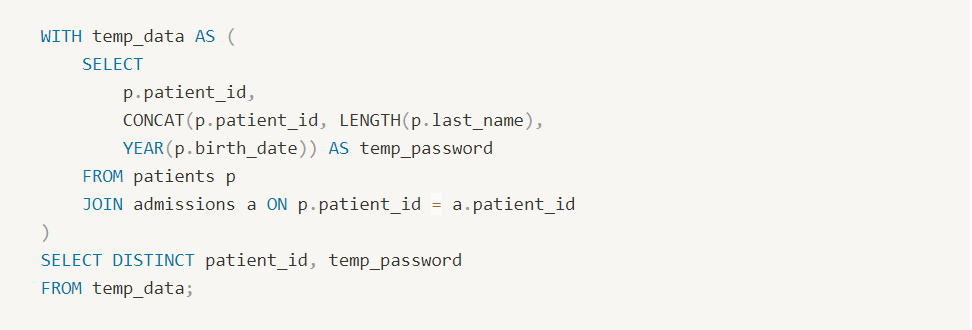 WITH temp_data AS (
    SELECT
        p.patient_id,
        CONCAT(p.patient_id, LENGTH(p.last_name),
        YEAR(p.birth_date)) AS temp_password
    FROM patients p
    JOIN admissions a ON p.patient_id = a.patient_id
)
SELECT DISTINCT patient_id, temp_password
FROM temp_data;